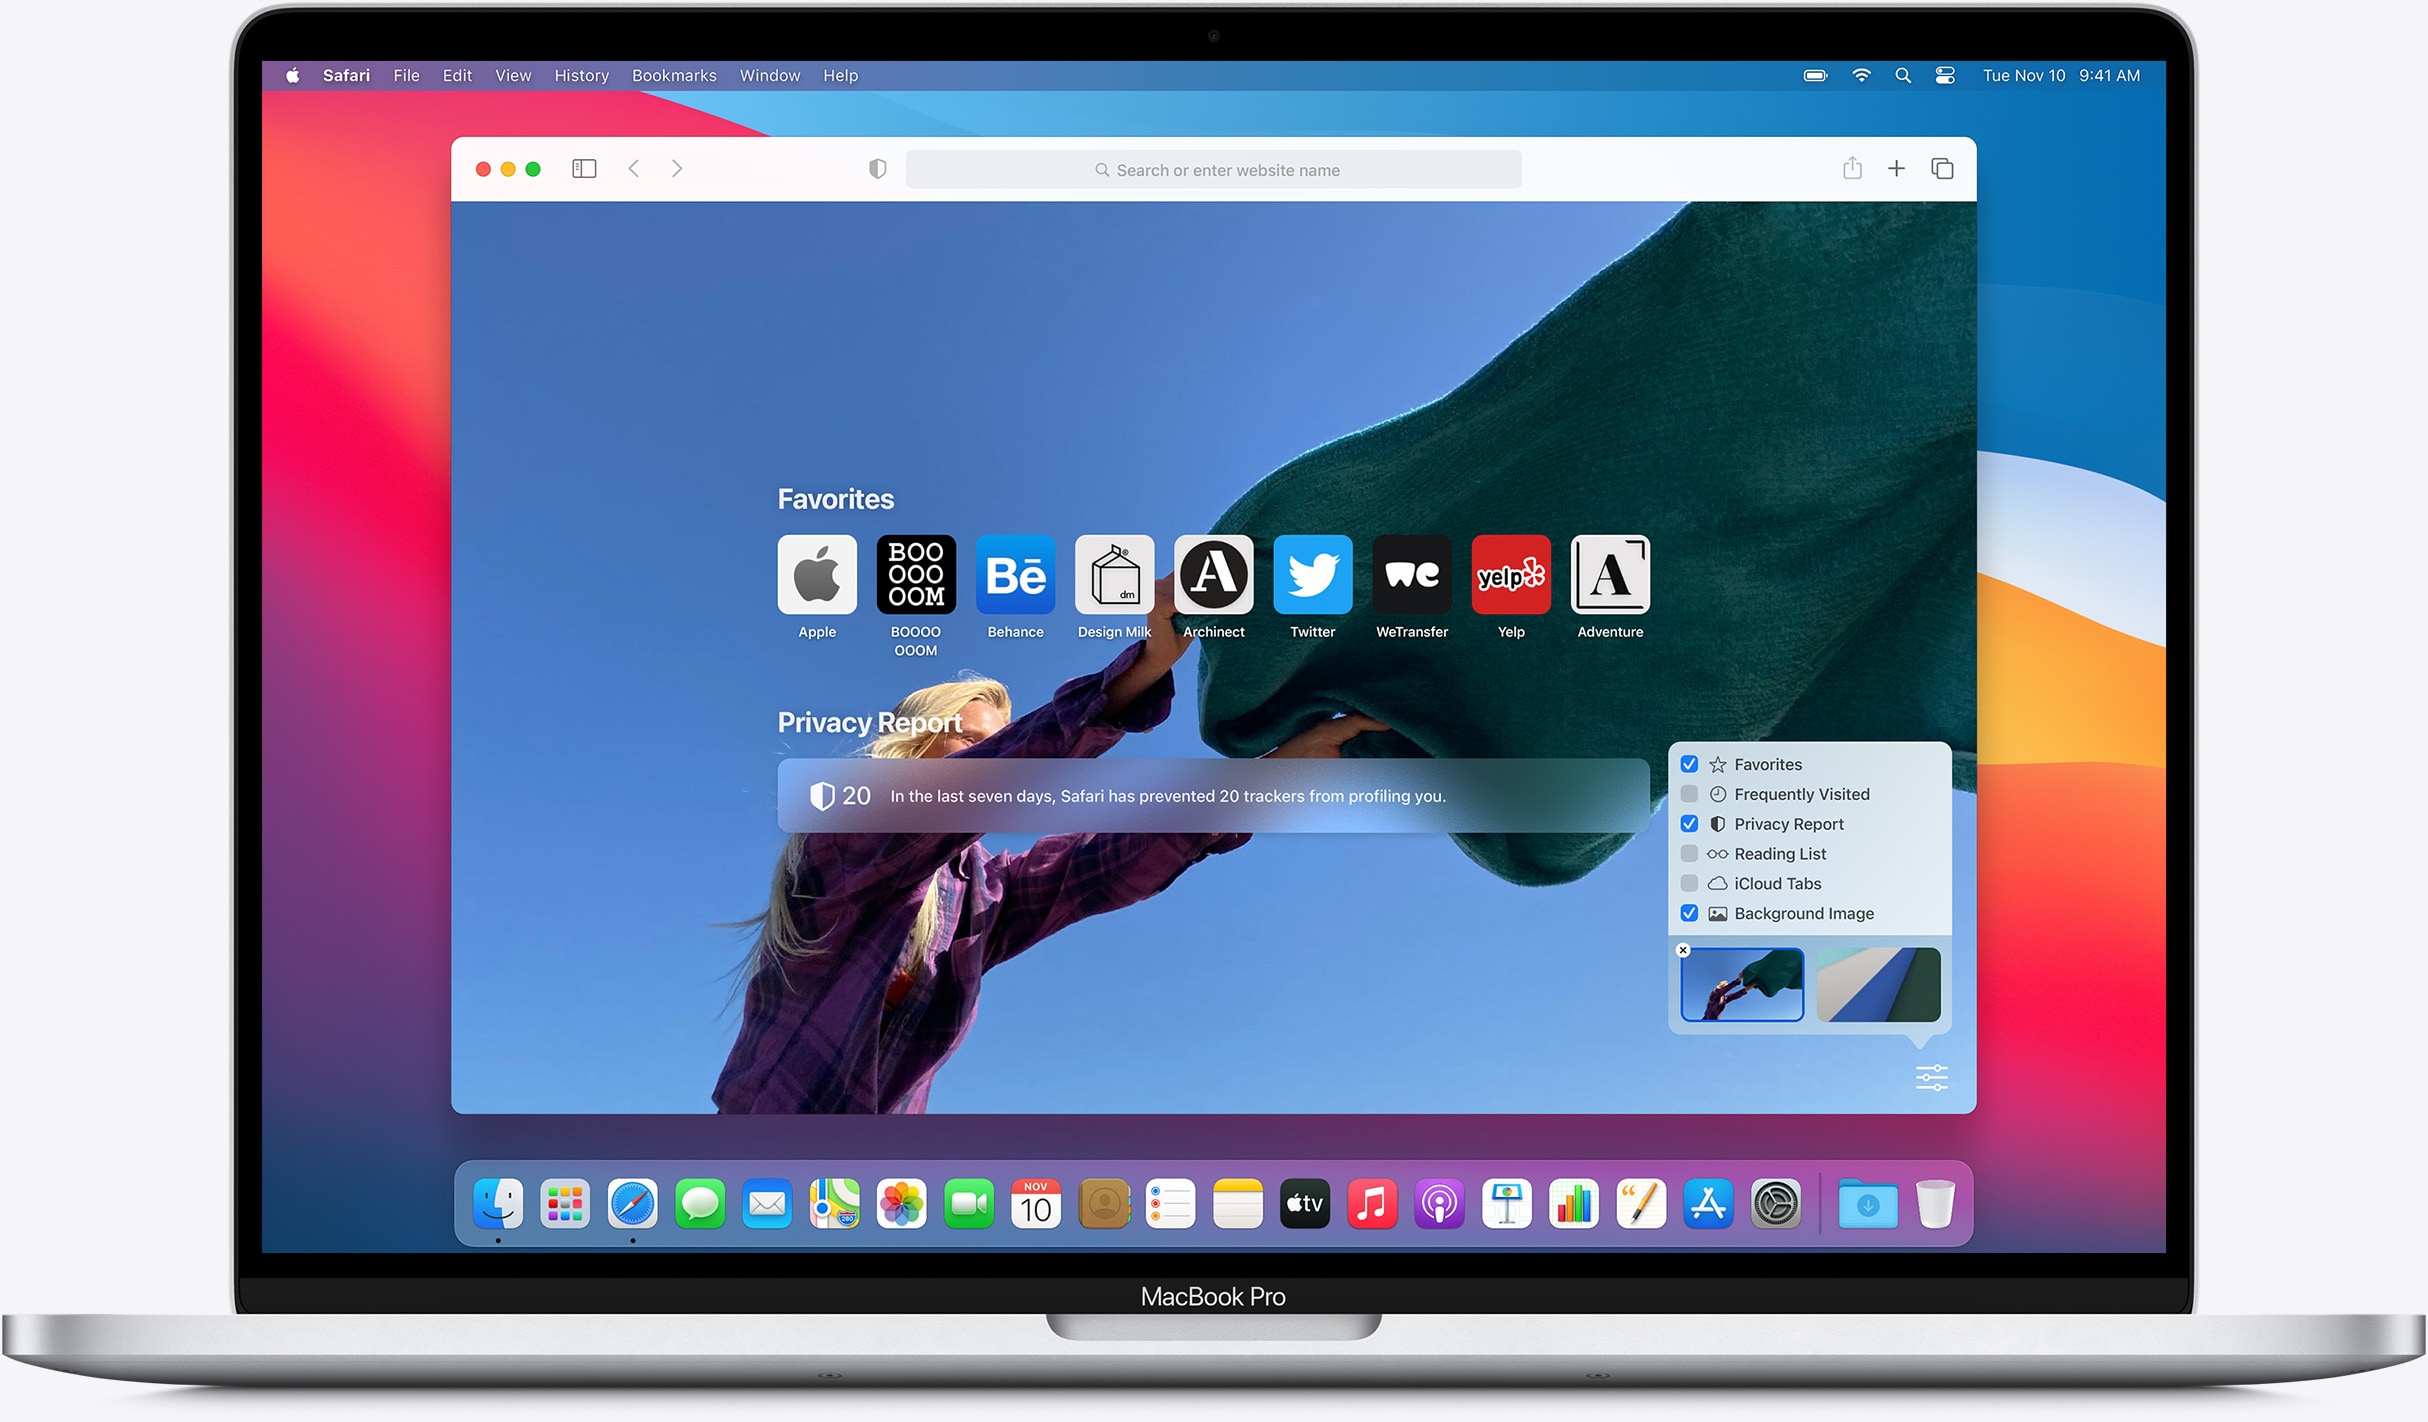 Safari File Edit View History Bookmarks Window Help Tue Nov 10 9:41 AM
Search or enter website name
Favorites
BOO
OOO
OOM
Bē
dm
A
we
yelp
A
Apple
BOOOO
OOOM
Behance
Design Milk
Archinect
Twitter
WeTransfer
Yelp
Adventure
Privacy Report
20 In the last seven days, Safari has prevented 20 trackers from profiling you.
Favorites
Frequently Visited
Privacy Report
Reading List
iCloud Tabs
Background Image
280
NOV
10
tv
MacBook Pro